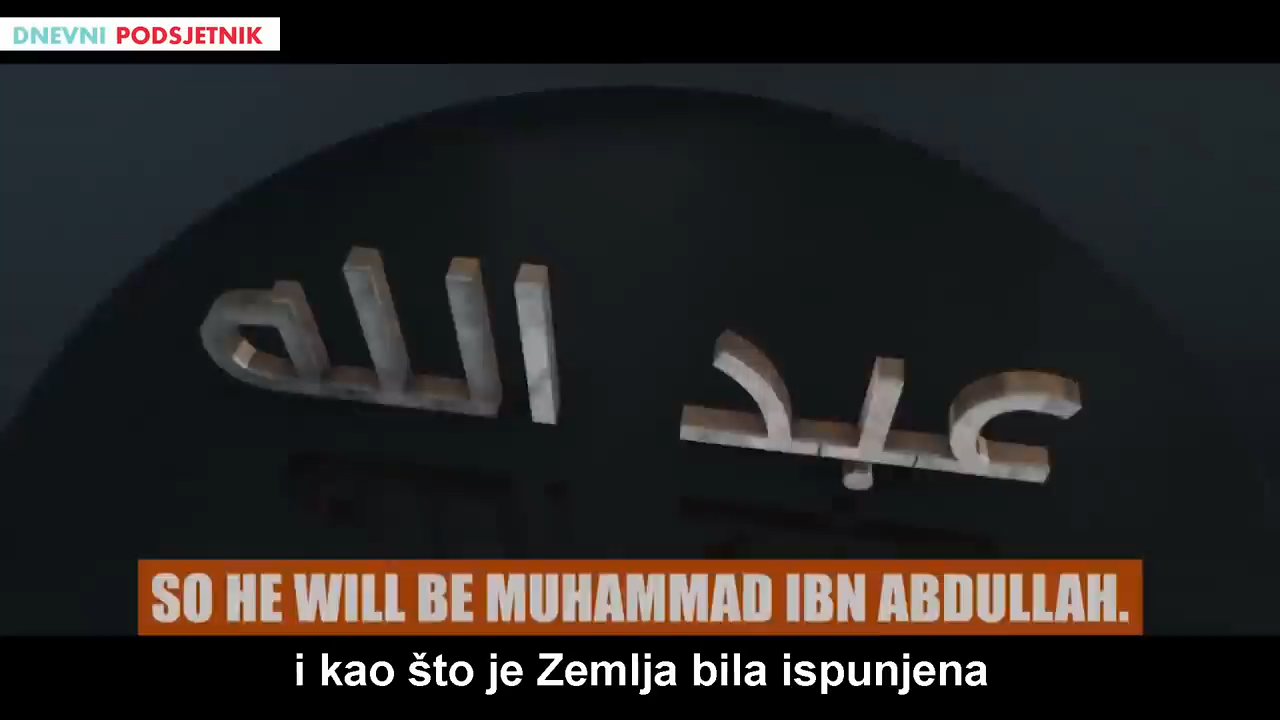 DNEVNI PODSJETNIK
عبد الله
SO HE WILL BE MUHAMMAD IBN ABDULLAH.
i kao što je Zemlja bila ispunjena